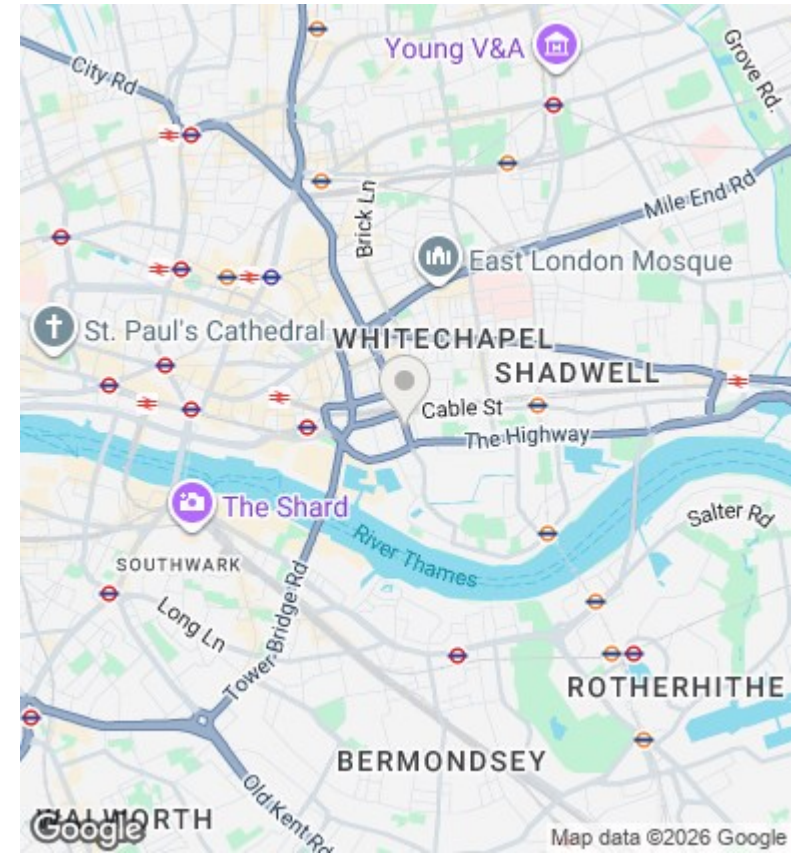 Young V&A
City Rd
Grove Rd.
Mile End Rd
Brick Ln
East London Mosque
St. Paul's Cathedral
WHITECHAPEL
SHADWELL
Cable St
The Highway
The Shard
Salter Rd
River Thames
SOUTHWARK
Long Ln
Tower Bridge Rd
ROTHERHITHE
BERMONDSEY
Old Kent Rd
WALWORTH
Google
Map data ©2026 Google